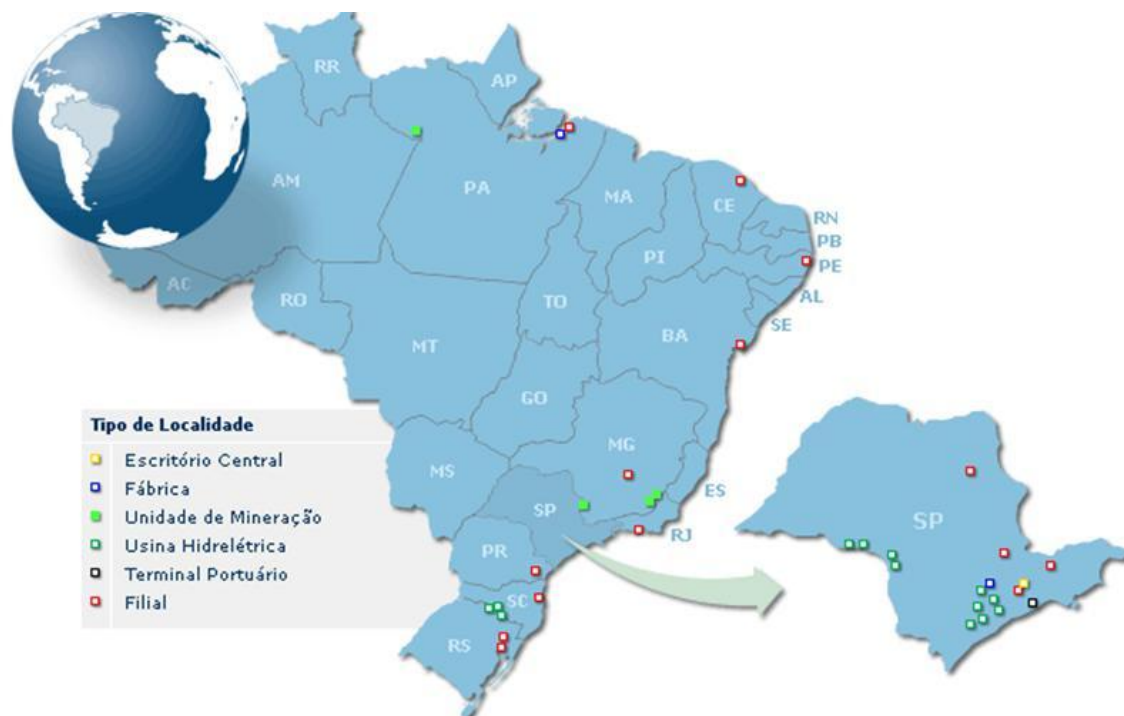 RR
AP
AM
PA
MA
CE
RN
PB
PE
PI
AL
AC
RO
TO
SE
MT
BA
GO
Tipo de Localidade
Escritório Central
Fábrica
Unidade de Mineração
Usina Hidrelétrica
Terminal Portuário
Filial
MS
MG
ES
SP
RJ
PR
SC
RS
SP